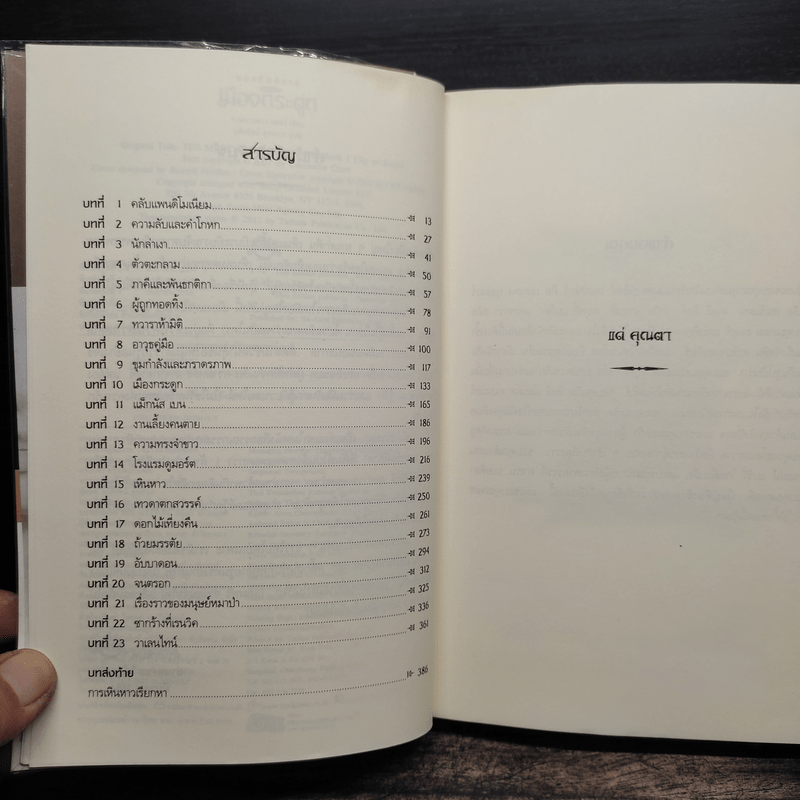 สารบัญ
บทที่ 1 คลับแพนดิโมเนียม 13
บทที่ 2 ความลับและคำโกหก 27
บทที่ 3 นักล่าเงา 41
บทที่ 4 ตัวตะกลาม 50
บทที่ 5 ภาคีและพันธกติกา 57
บทที่ 6 ผู้ถูกทอดทิ้ง 78
บทที่ 7 ทวาราห้ามิติ 91
บทที่ 8 อาวุธคู่มือ 100
บทที่ 9 ชุมกำลังและภราดรภาพ 117
บทที่ 10 เมืองกระดูก 133
บทที่ 11 แม็กนัส เบน 165
บทที่ 12 งานเลี้ยงคนตาย 186
บทที่ 13 ความทรงจำขาว 196
บทที่ 14 โรงแรมดูมอร์ต 216
บทที่ 15 เหินหาว 239
บทที่ 16 เทวดาตกสวรรค์ 250
บทที่ 17 ดอกไม้เที่ยงคืน 261
บทที่ 18 ถ้วยมรรตัย 273
บทที่ 19 อับบาดอน 294
บทที่ 20 จนตรอก 312
บทที่ 21 เรื่องราวของมนุษย์หมาป่า 325
บทที่ 22 ซากร้างที่เรนวิค 336
บทที่ 23 วาเลนไทน์ 361
บทส่งท้าย
การเหินหาวเรียกหา 386
แด่ คุณตา